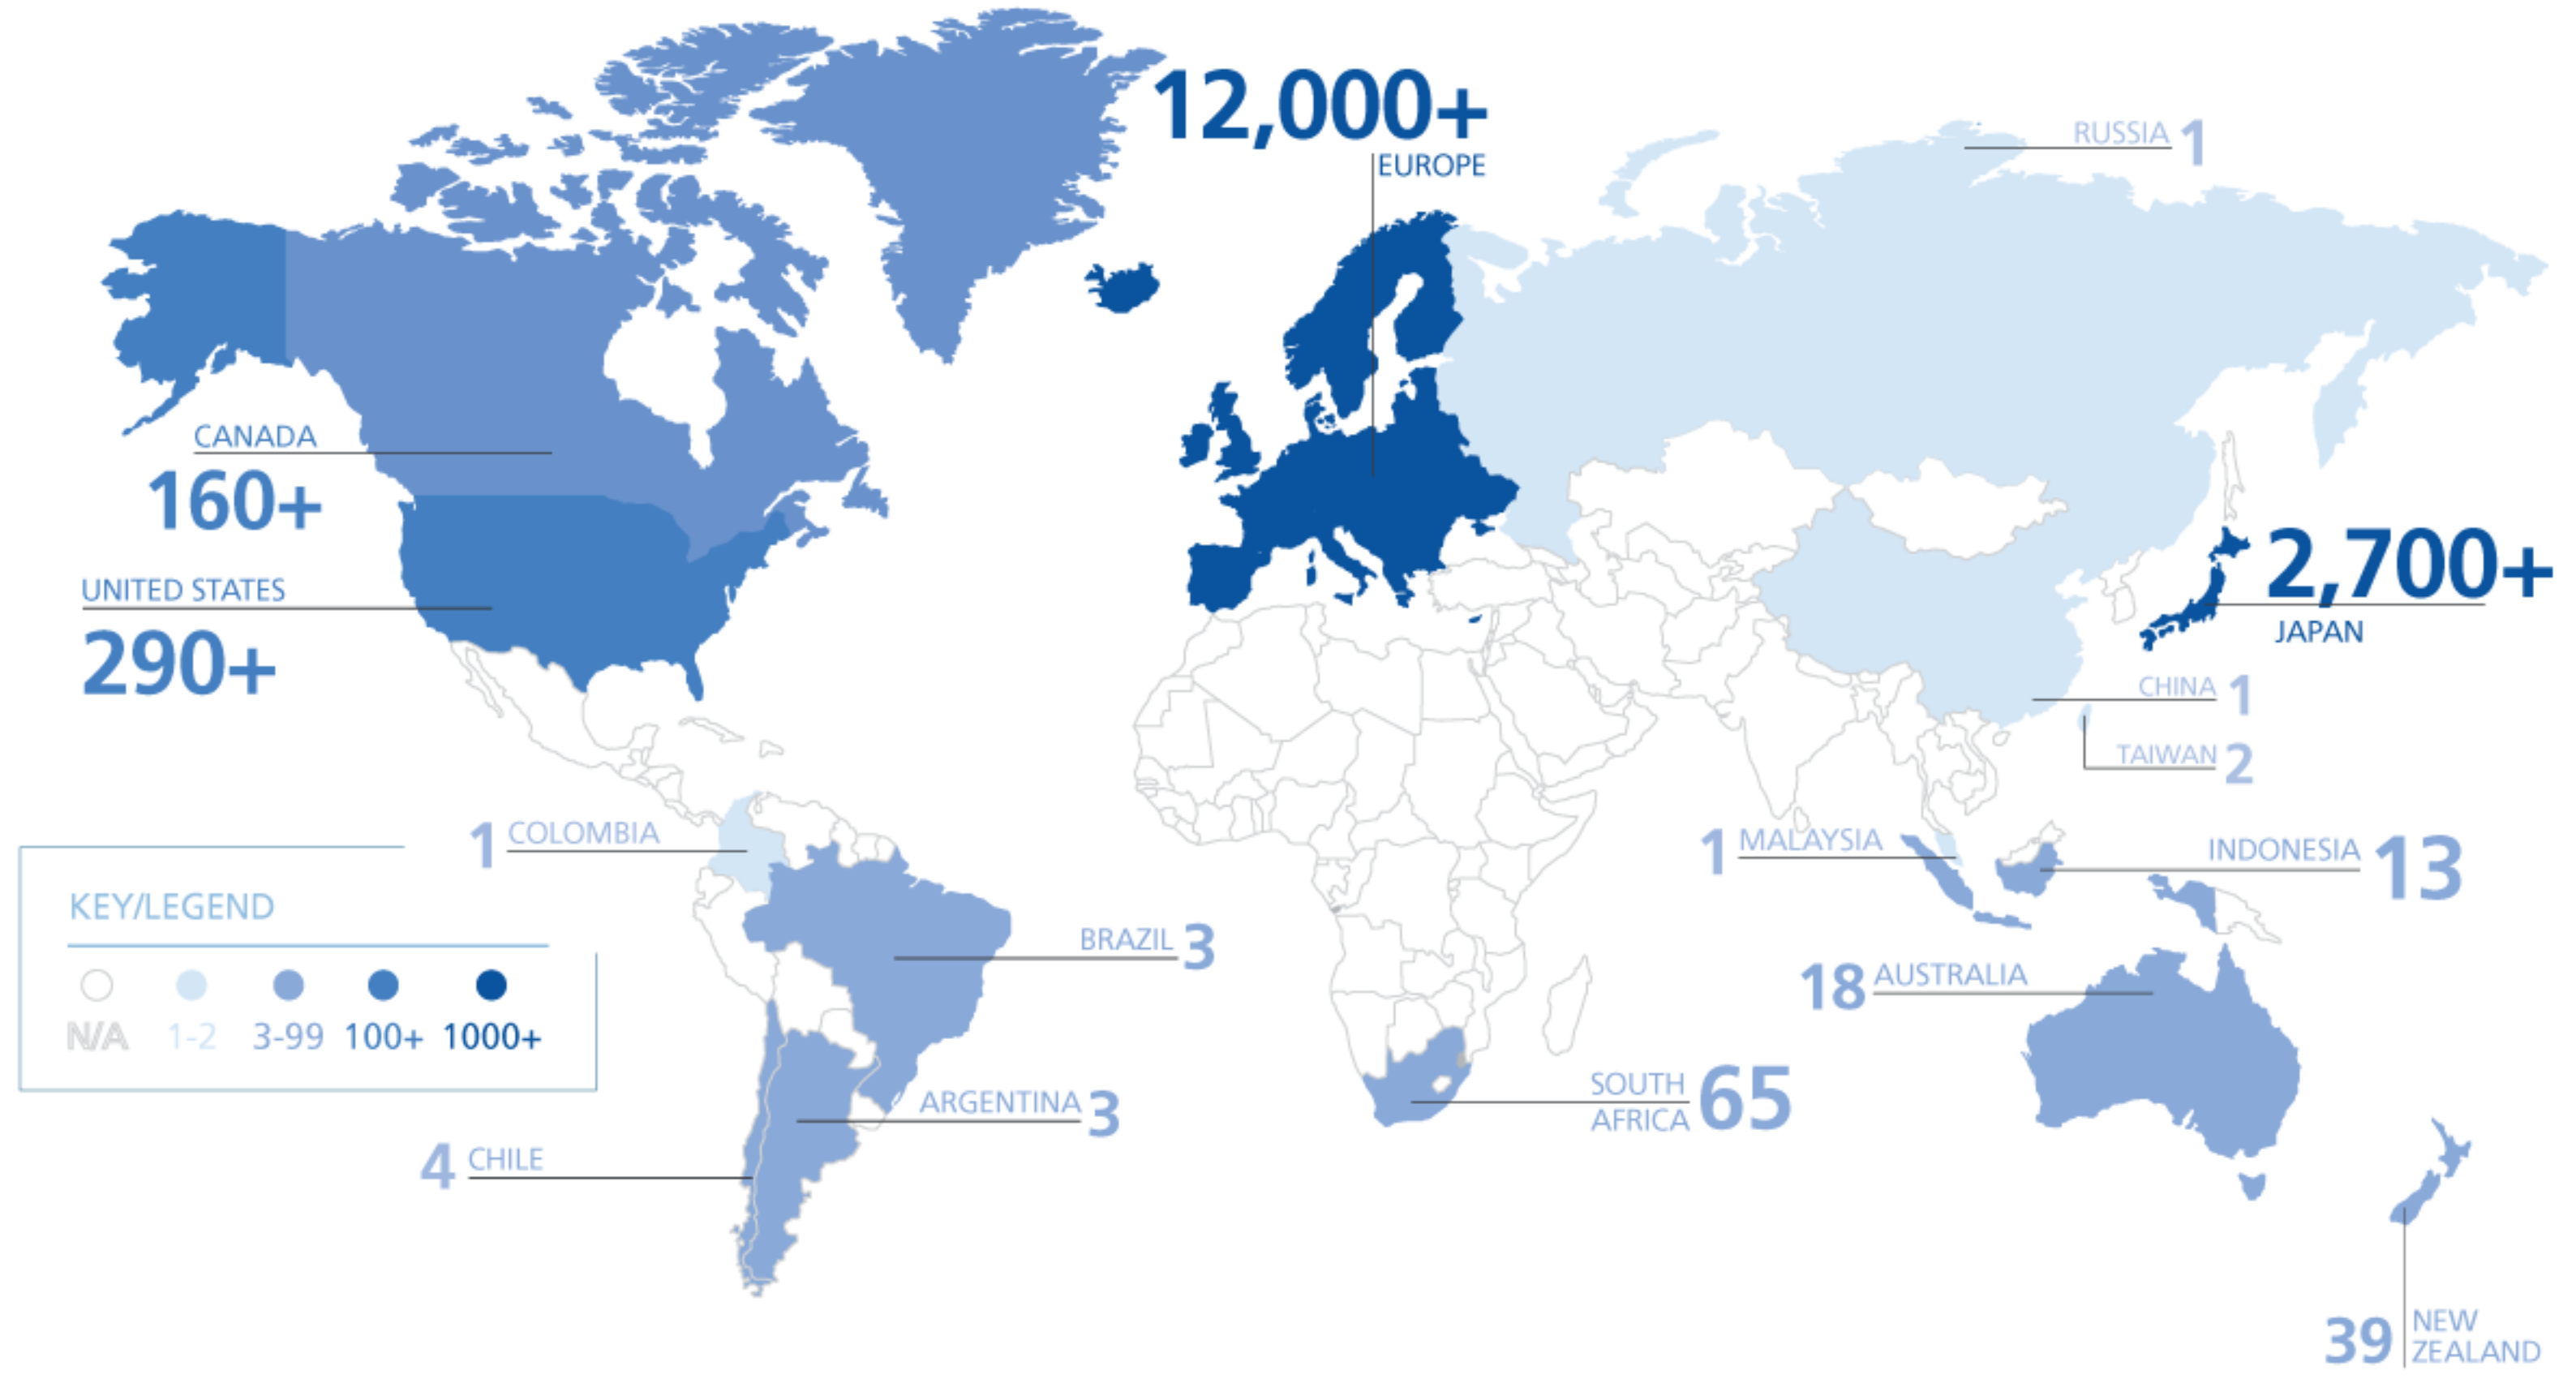 12,000+
EUROPE
RUSSIA 1
CANADA
160+
UNITED STATES
290+
2,700+
JAPAN
CHINA 1
TAIWAN 2
1 COLOMBIA
1 MALAYSIA
INDONESIA 13
BRAZIL 3
18 AUSTRALIA
SOUTH
AFRICA 65
ARGENTINA 3
4 CHILE
39 NEW
ZEALAND
KEY/LEGEND
N/A 1-2 3-99 100+ 1000+